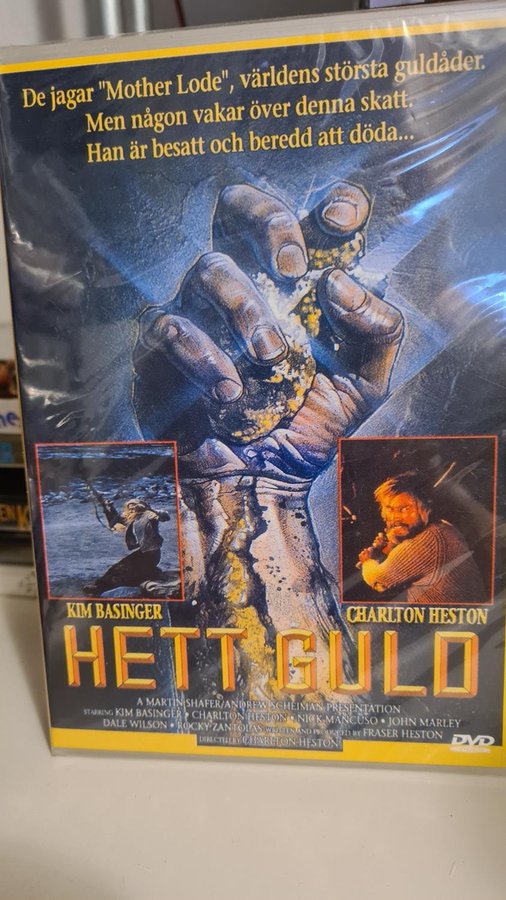 De jagar "Mother Lode", världens största guldåder.
Men någon vakar över denna skatt.
Han är besatt och beredd att döda...
KIM BASINGER
CHARLTON HESTON
HETT GULD
A MARTIN SHAFER/ANDREW SCHEIMAN PRESENTATION
STARRING KIM BASINGER • CHARLTON HESTON • NICK MANCUSO • JOHN MARLEY
DALE WILSON • ROCKY ZANTOLAS WRITTEN AND PRODUCED BY FRASER HESTON
DIRECTED BY CHARLTON HESTON
DVD